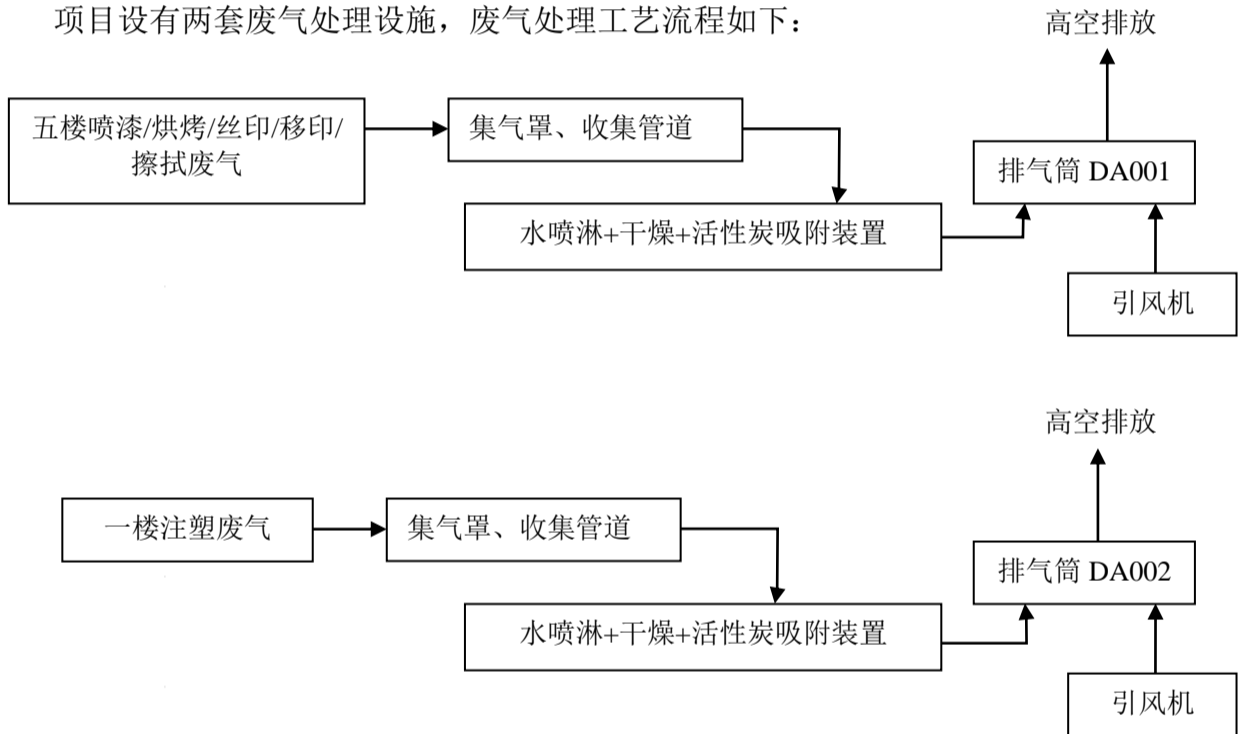 项目设有两套废气处理设施，废气处理工艺流程如下：
高空排放
五楼喷漆/烘烤/丝印/移印/
擦拭废气
集气罩、收集管道
排气筒 DA001
水喷淋+干燥+活性炭吸附装置
引风机
高空排放
一楼注塑废气
集气罩、收集管道
排气筒 DA002
水喷淋+干燥+活性炭吸附装置
引风机